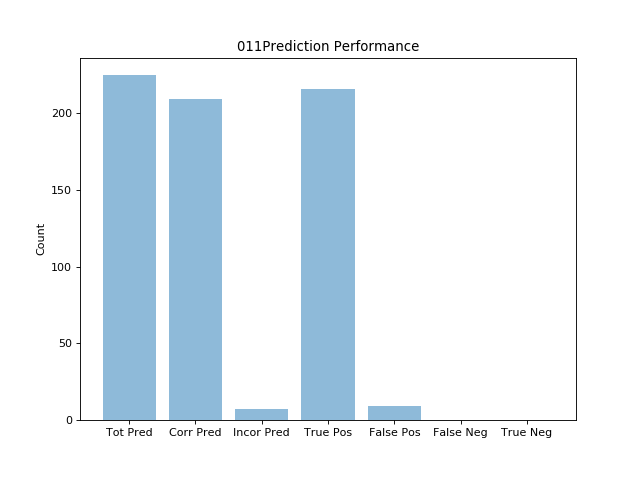 011Prediction Performance
Count
200
150
100
50
0
Tot Pred Corr Pred Incor Pred True Pos False Pos False Neg True Neg